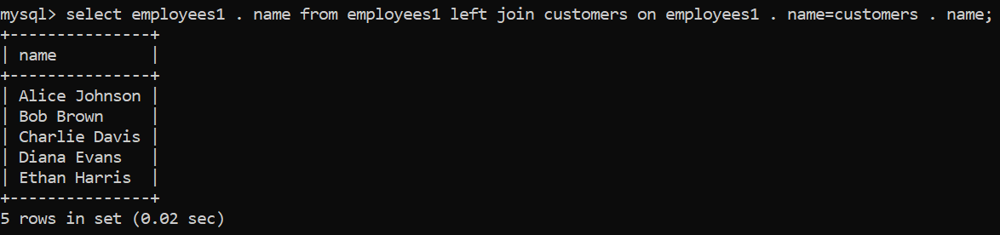 mysql> select employees1 . name from employees1 left join customers on employees1 . name=customers . name;
+---------------+
| name          |
+---------------+
| Alice Johnson |
| Bob Brown     |
| Charlie Davis |
| Diana Evans   |
| Ethan Harris  |
+---------------+
5 rows in set (0.02 sec)